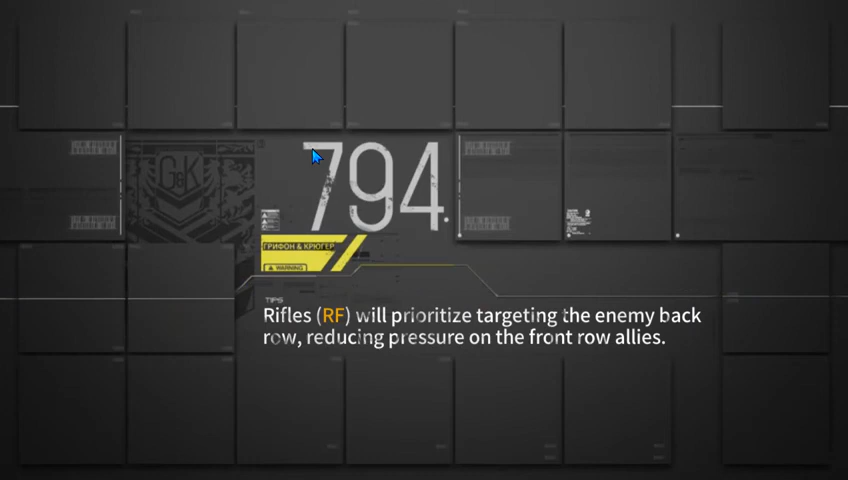 G&K
794.
ГРИФОН & КРЮГЕР
WARNING
TIPS
Rifles (RF) will prioritize targeting the enemy back
row, reducing pressure on the front row allies.